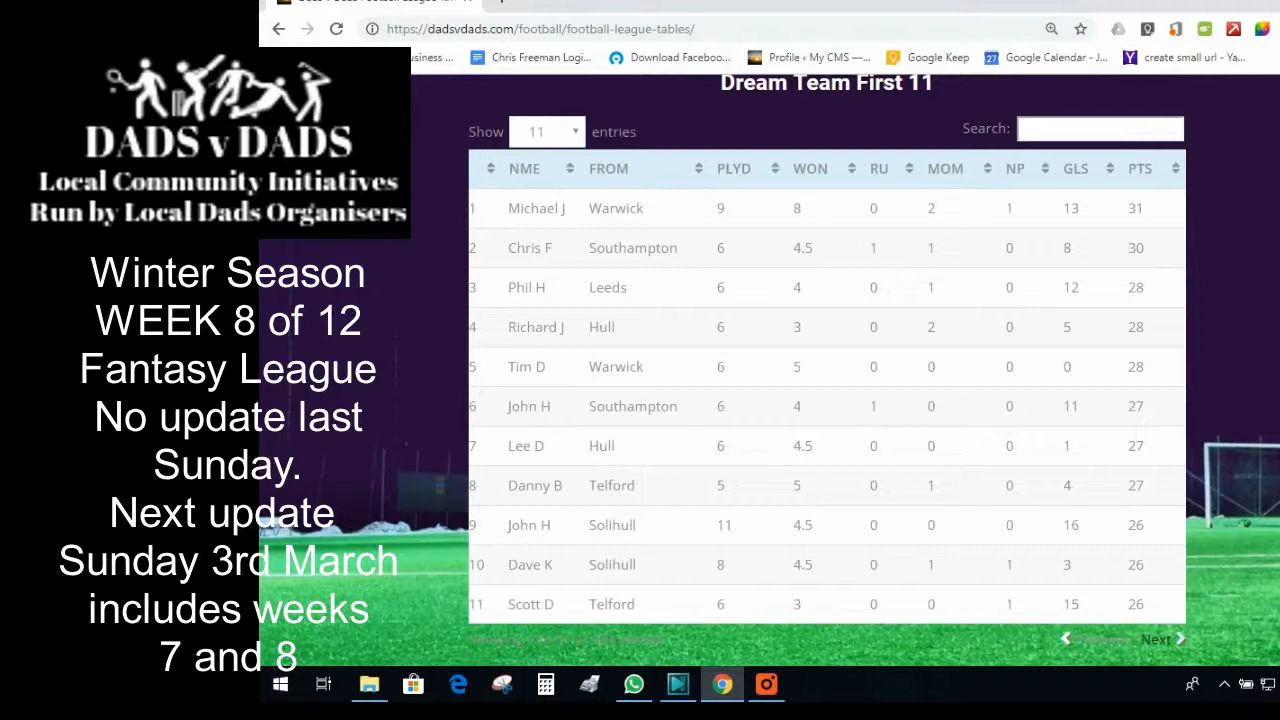 https://dadsvdads.com/football/football-league-tables/
Chris Freeman Logi...
Download Faceboo...
Profile ‹ My CMS —...
Google Keep
27 Google Calendar - J...
create small url - Ya...
DADS v DADS
Local Community Initiatives
Run by Local Dads Organisers
Winter Season
WEEK 8 of 12
Fantasy League
No update last
Sunday.
Next update
Sunday 3rd March
includes weeks
7 and 8
Dream Team First 11
Show 11 entries Search:
NME FROM PLYD WON RU MOM NP GLS PTS
1 Michael J Warwick 9 8 0 2 1 13 31
2 Chris F Southampton 6 4.5 1 1 0 8 30
3 Phil H Leeds 6 4 0 1 0 12 28
4 Richard J Hull 6 3 0 2 0 5 28
5 Tim D Warwick 6 5 0 0 0 0 28
6 John H Southampton 6 4 1 0 0 11 27
7 Lee D Hull 6 4.5 0 0 0 1 27
8 Danny B Telford 5 5 0 1 0 4 27
9 John H Solihull 11 4.5 0 0 0 16 26
10 Dave K Solihull 8 4.5 0 1 1 3 26
11 Scott D Telford 6 3 0 0 1 15 26
Previous Next